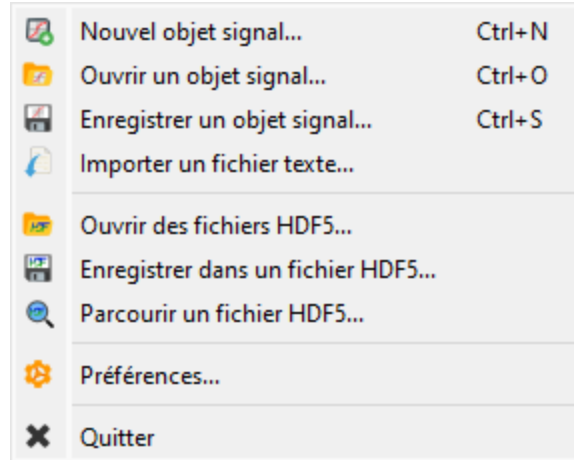 Nouvel objet signal... Ctrl+N
Ouvrir un objet signal... Ctrl+O
Enregistrer un objet signal... Ctrl+S
Importer un fichier texte...
Ouvrir des fichiers HDF5...
Enregistrer dans un fichier HDF5...
Parcourir un fichier HDF5...
Préférences...
Quitter